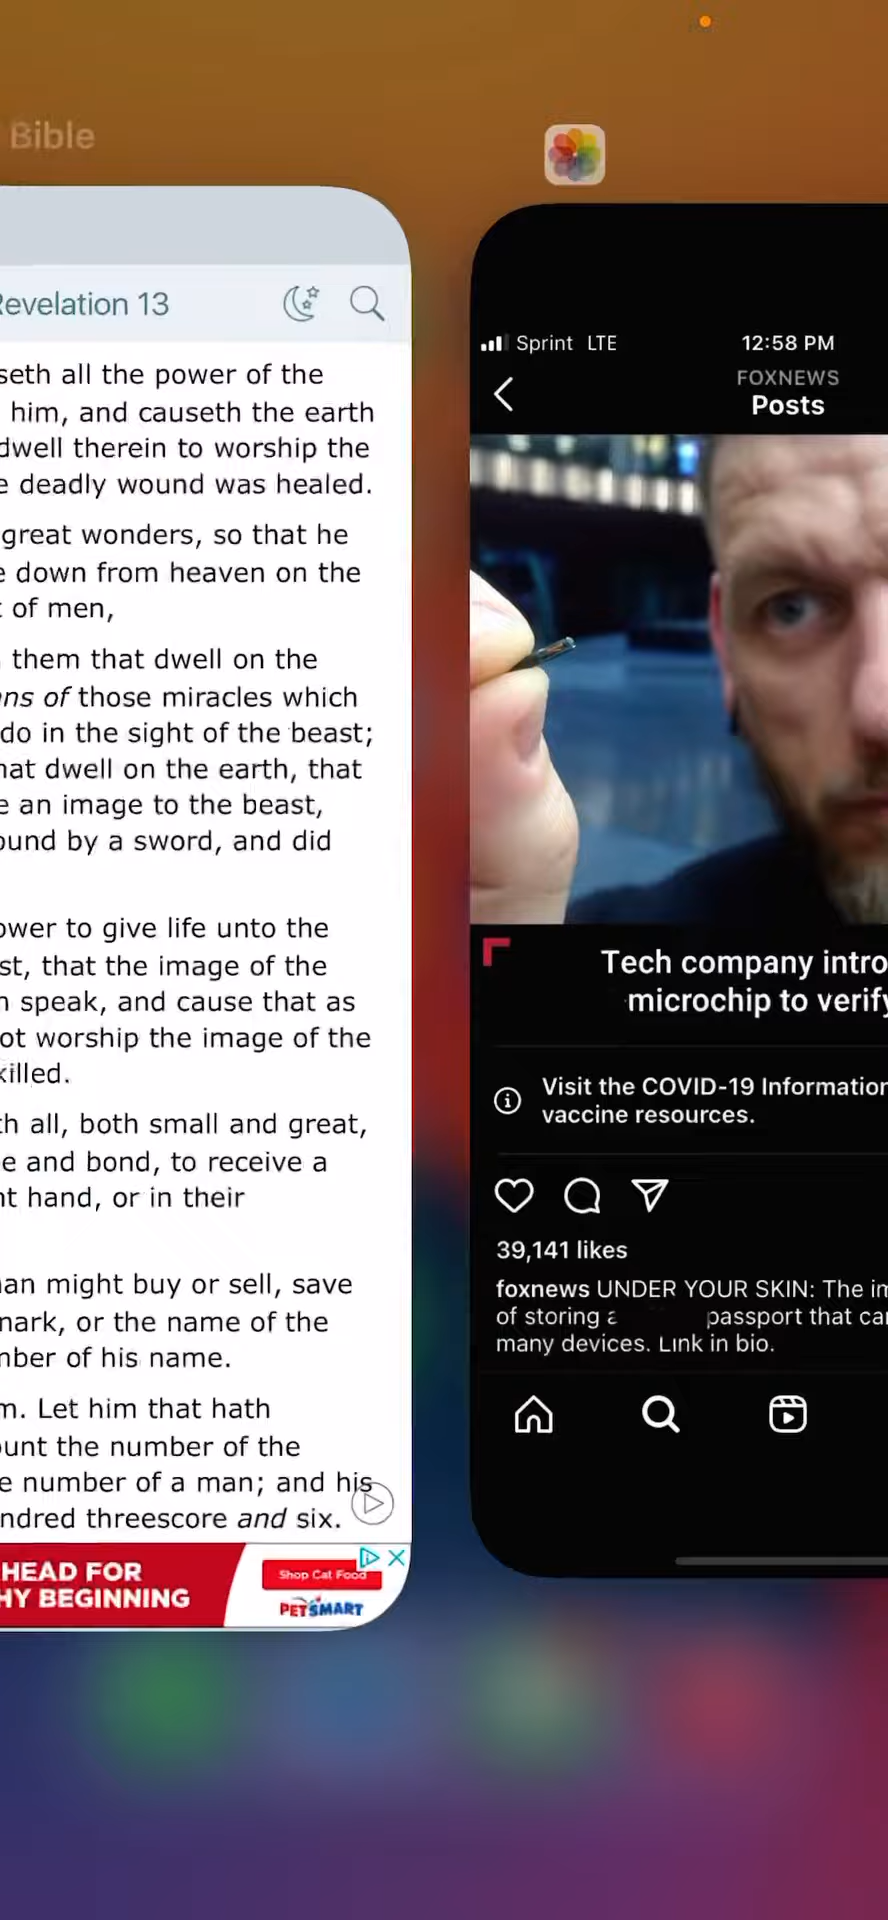 Bible
Revelation 13
seth all the power of the
him, and causeth the earth
dwell therein to worship the
e deadly wound was healed.
great wonders, so that he
e down from heaven on the
t of men,
them that dwell on the
ns of those miracles which
do in the sight of the beast;
hat dwell on the earth, that
e an image to the beast,
ound by a sword, and did
ower to give life unto the
st, that the image of the
n speak, and cause that as
ot worship the image of the
killed.
th all, both small and great,
e and bond, to receive a
nt hand, or in their
nan might buy or sell, save
mark, or the name of the
mber of his name.
m. Let him that hath
ount the number of the
e number of a man; and his
ndred threescore and six.
HEAD FOR
HY BEGINNING
Shop Cat Food
PETSMART
Sprint LTE 12:58 PM
FOXNEWS
Posts
Tech company intro
microchip to verify
Visit the COVID-19 Information
vaccine resources.
39,141 likes
foxnews UNDER YOUR SKIN: The im
of storing a passport that ca
many devices. Link in bio.